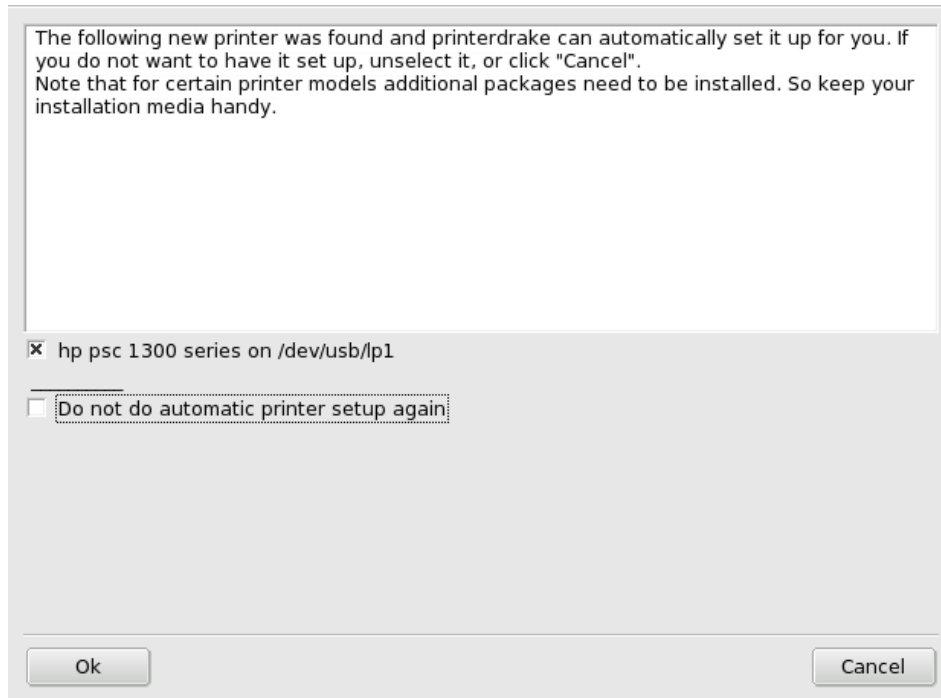 The following new printer was found and printerdrake can automatically set it up for you. If
you do not want to have it set up, unselect it, or click "Cancel".
Note that for certain printer models additional packages need to be installed. So keep your
installation media handy.
hp psc 1300 series on /dev/usb/lp1
Do not do automatic printer setup again
Ok
Cancel